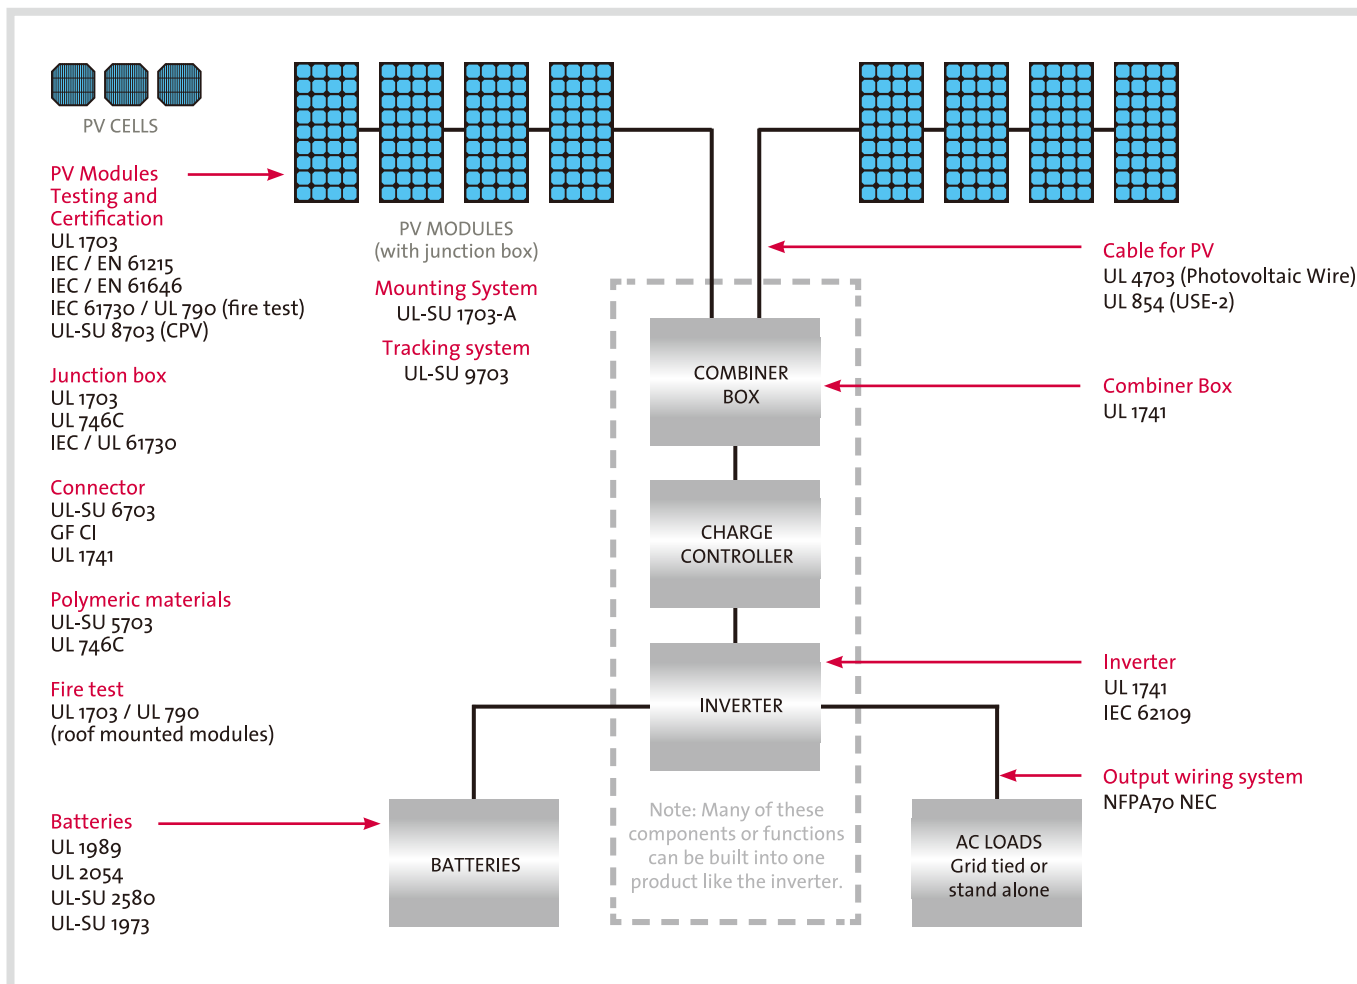 PV CELLS
PV Modules
Testing and
Certification
UL 1703
IEC / EN 61215
IEC / EN 61646
IEC 61730 / UL 790 (fire test)
UL-SU 8703 (CPV)
Junction box
UL 1703
UL 746C
IEC / UL 61730
Connector
UL-SU 6703
GF CI
UL 1741
Polymeric materials
UL-SU 5703
UL 746C
Fire test
UL 1703 / UL 790
(roof mounted modules)
Batteries
UL 1989
UL 2054
UL-SU 2580
UL-SU 1973
PV MODULES
(with junction box)
Mounting System
UL-SU 1703-A
Tracking system
UL-SU 9703
COMBINER
BOX
CHARGE
CONTROLLER
INVERTER
Note: Many of these
components or functions
can be built into one
product like the inverter.
BATTERIES
AC LOADS
Grid tied or
stand alone
Cable for PV
UL 4703 (Photovoltaic Wire)
UL 854 (USE-2)
Combiner Box
UL 1741
Inverter
UL 1741
IEC 62109
Output wiring system
NFPA70 NEC